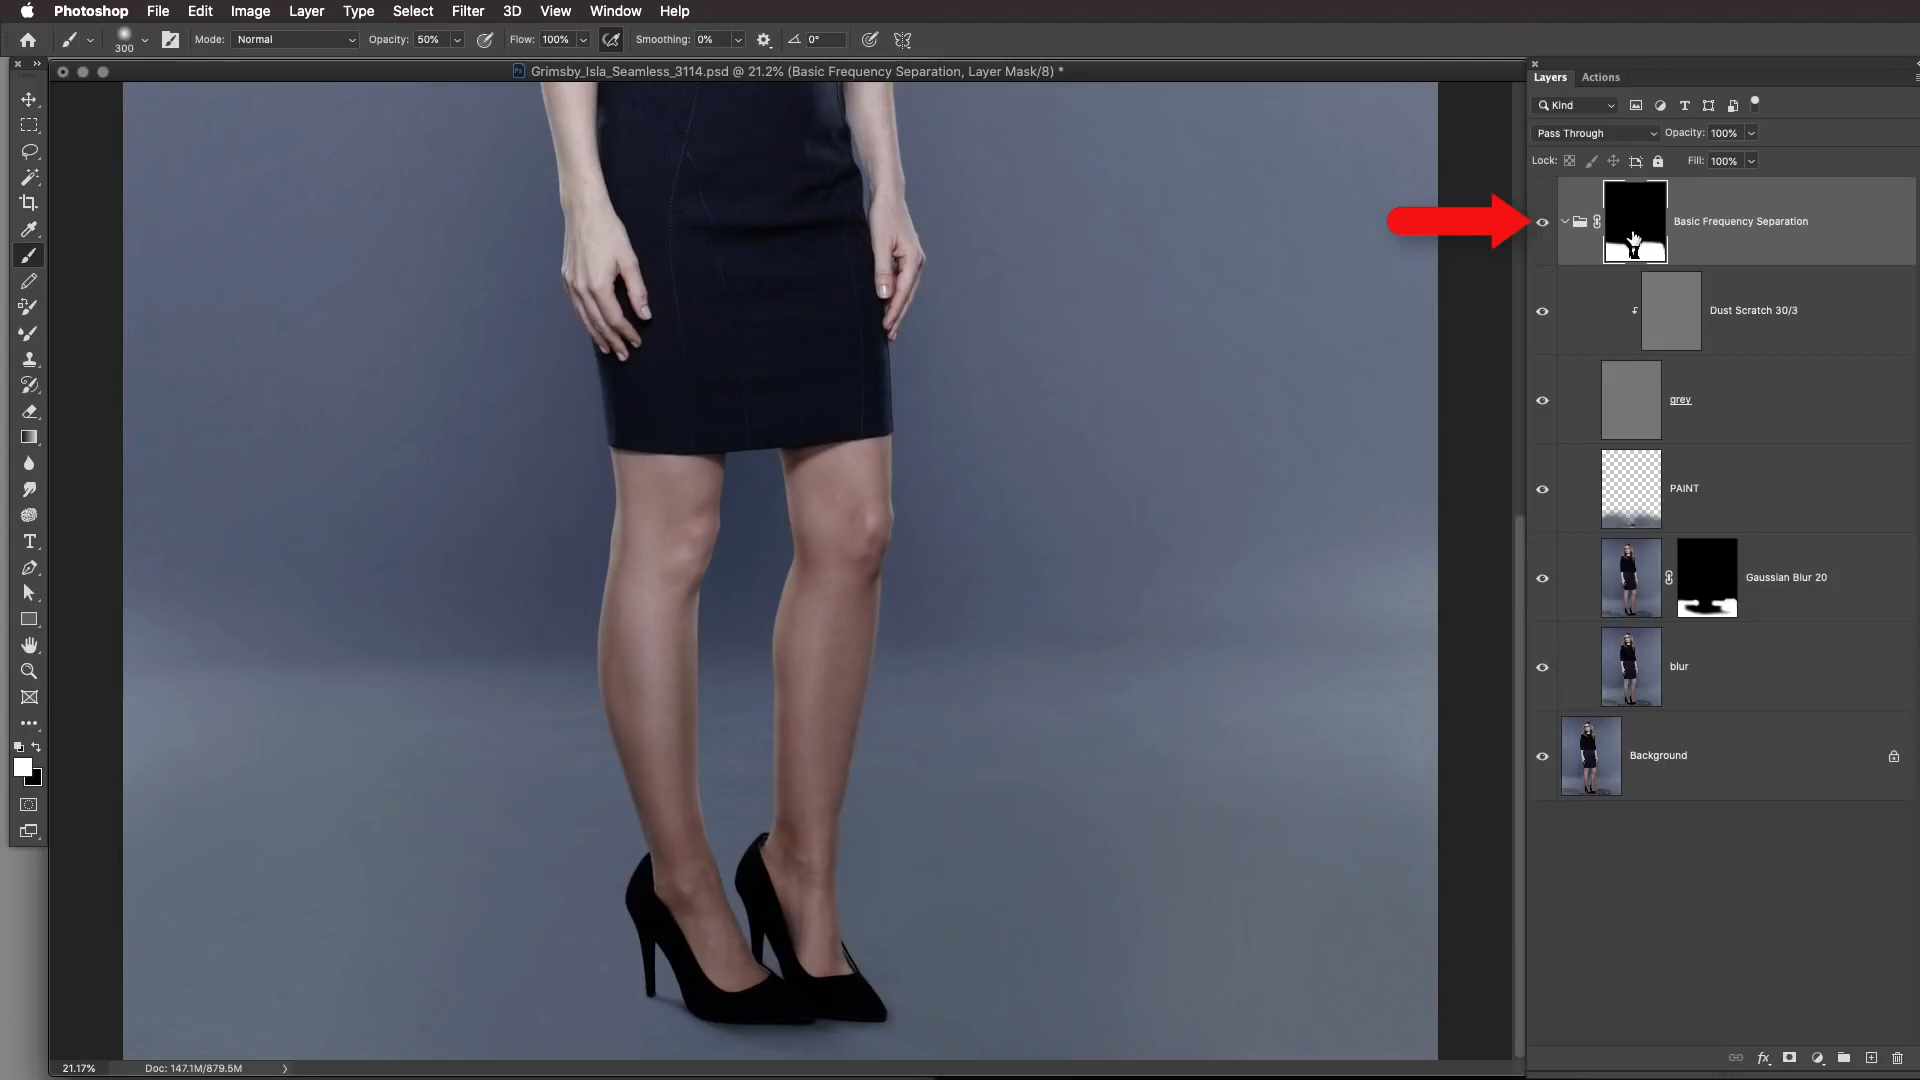 Photoshop File Edit Image Layer Type Select Filter 3D View Window Help
300 Mode: Normal Opacity: 50% Flow: 100% Smoothing: 0% 0°
Grimsby_Isla_Seamless_3114.psd @ 21.2% (Basic Frequency Separation, Layer Mask/8) *
Layers Actions
Kind
Pass Through Opacity: 100%
Lock: Fill: 100%
Basic Frequency Separation
Dust Scratch 30/3
grey
PAINT
Gaussian Blur 20
blur
Background
21.17% Doc: 147.1M/879.5M